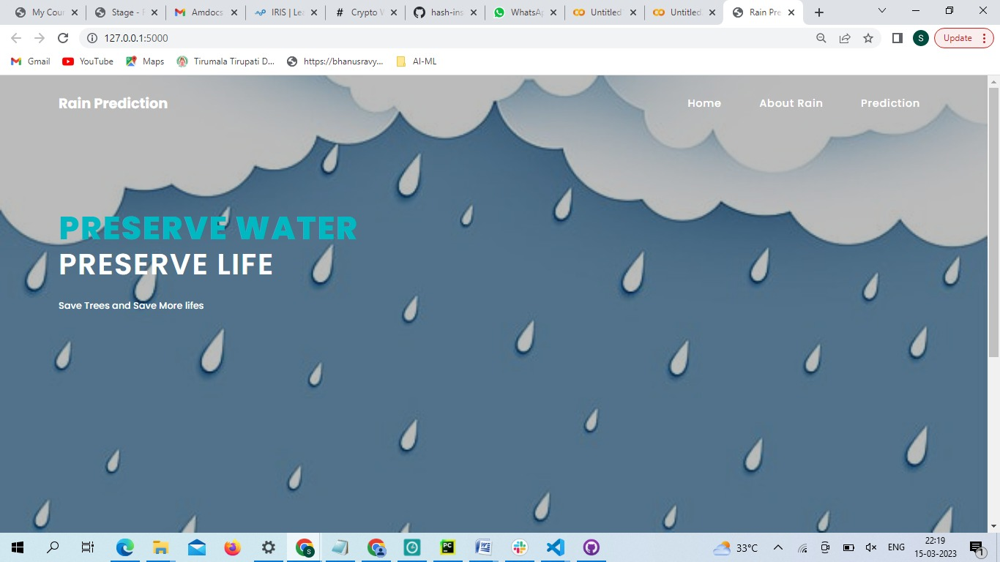 My Cour
Stage - F
Amdocs
IRIS | Lea
Crypto W
hash-ins
WhatsAp
Untitled
Untitled
Rain Pre
127.0.0.1:5000
S
Update
Gmail
YouTube
Maps
Tirumala Tirupati D...
https://bhanusravy...
AI-ML
Rain Prediction
Home
About Rain
Prediction
PRESERVE WATER
PRESERVE LIFE
Save Trees and Save More lifes
33°C
ENG
22:19
15-03-2023
1